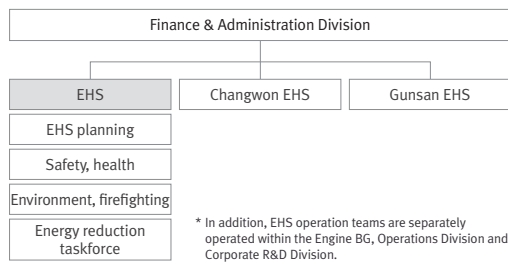 Finance & Administration Division
EHS
Changwon EHS
Gunsan EHS
EHS planning
Safety, health
Environment, firefighting
Energy reduction
taskforce
* In addition, EHS operation teams are separately
operated within the Engine BG, Operations Division and
Corporate R&D Division.